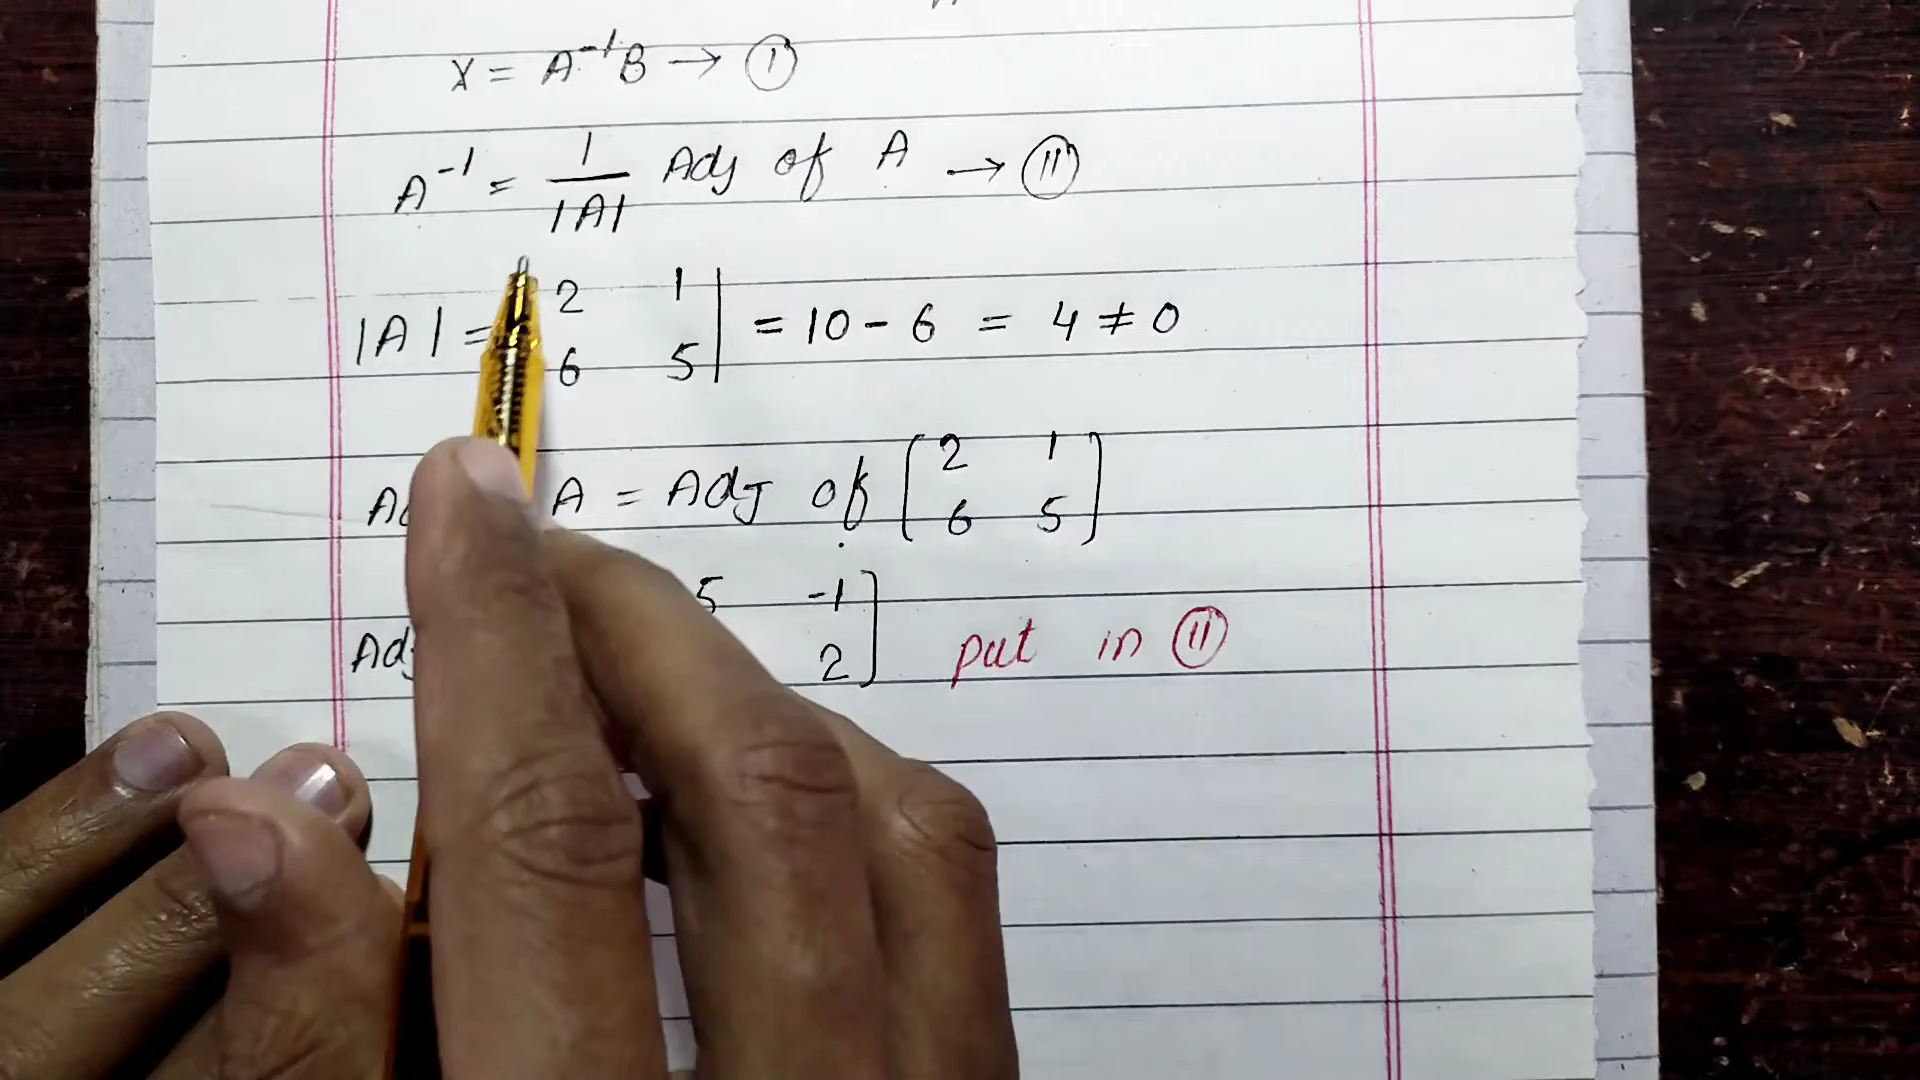 X = A⁻¹B → Ⓘ
A⁻¹ = 1/|A| Adj of A → Ⓘⓘ
|A| = 2 1 | = 10 - 6 = 4 ≠ 0
6 5
A = Adj of [2 1
6 5]
5 -1]
Adj 2] put in Ⓘⓘ